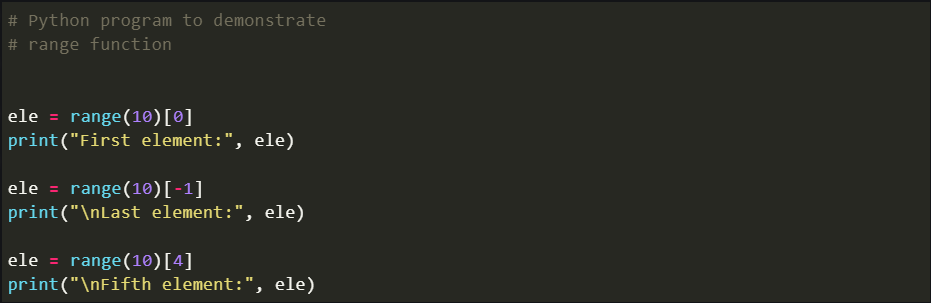 # Python program to demonstrate
# range function
ele = range(10)[0]
print("First element:", ele)
ele = range(10)[-1]
print("\nLast element:", ele)
ele = range(10)[4]
print("\nFifth element:", ele)